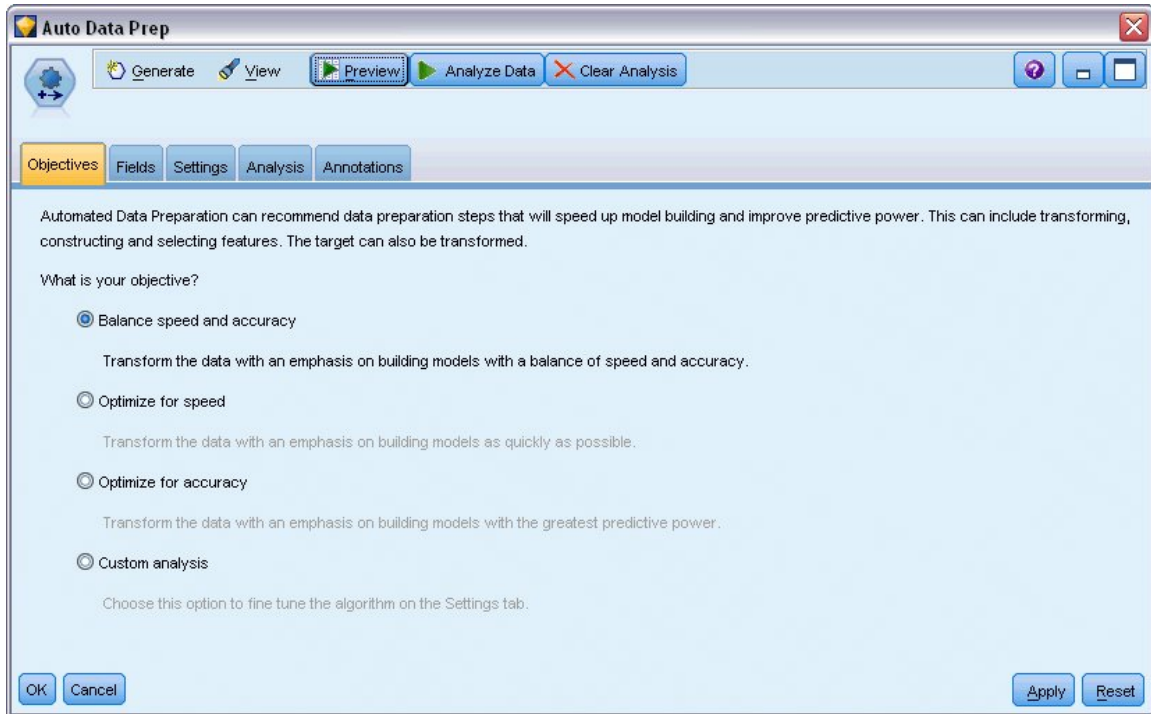 Auto Data Prep
Generate View Preview Analyze Data Clear Analysis
Objectives Fields Settings Analysis Annotations
Automated Data Preparation can recommend data preparation steps that will speed up model building and improve predictive power. This can include transforming,
constructing and selecting features. The target can also be transformed.
What is your objective?
Balance speed and accuracy
Transform the data with an emphasis on building models with a balance of speed and accuracy.
Optimize for speed
Transform the data with an emphasis on building models as quickly as possible.
Optimize for accuracy
Transform the data with an emphasis on building models with the greatest predictive power.
Custom analysis
Choose this option to fine tune the algorithm on the Settings tab.
OK Cancel Apply Reset